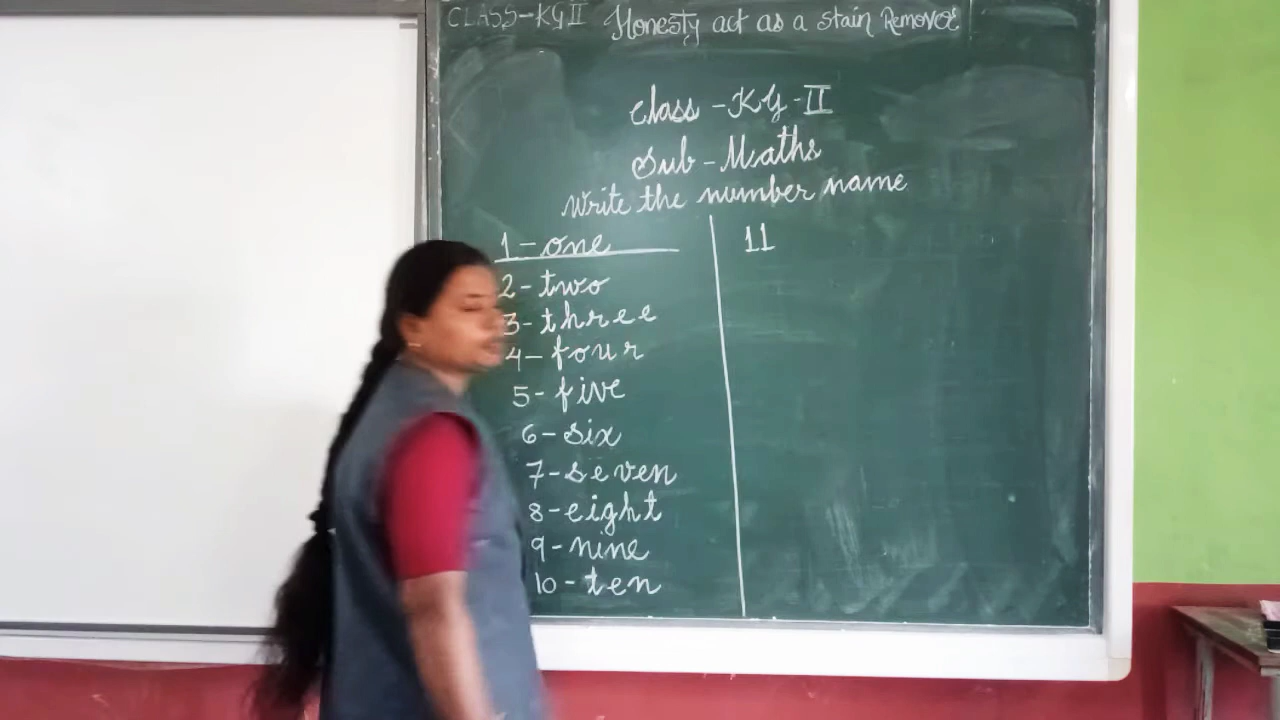 CLASS-KG II Honesty act as a stain Remover
Class - KG - II
Sub - Maths
Write the number name
1 - one
2 - two
3 - three
4 - four
5 - five
6 - six
7 - seven
8 - eight
9 - nine
10 - ten
11